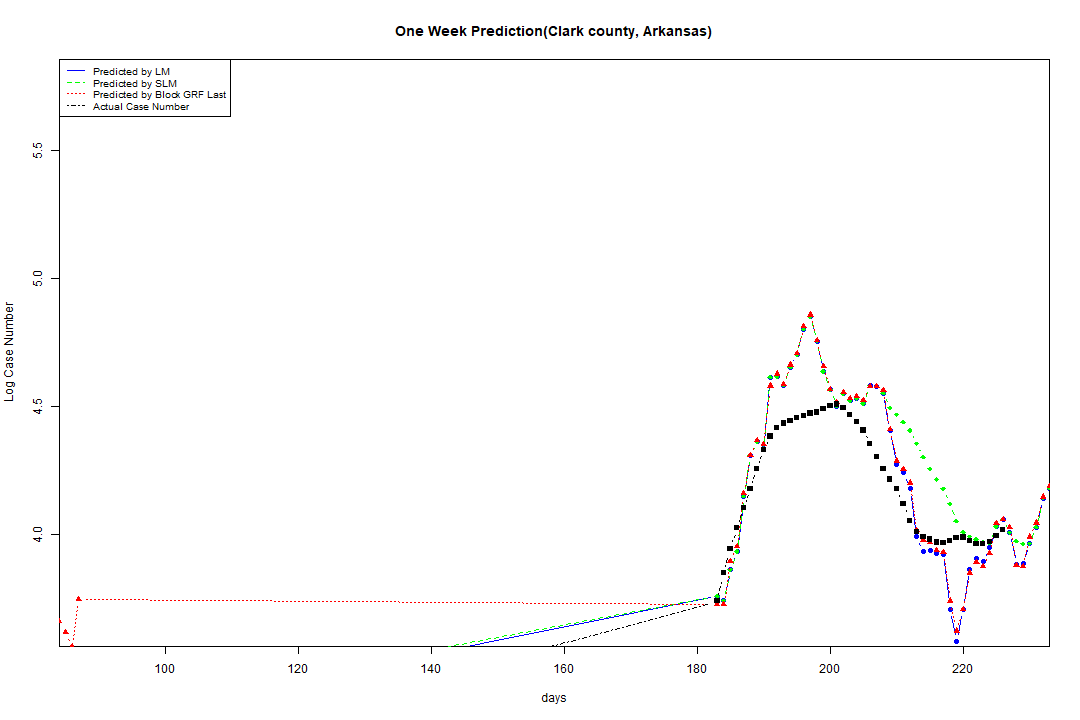 One Week Prediction(Clark county, Arkansas)
Predicted by LM
Predicted by SLM
Predicted by Block GRF Last
Actual Case Number
5.5
5.0
4.5
4.0
Log Case Number
100 120 140 160 180 200 220
days